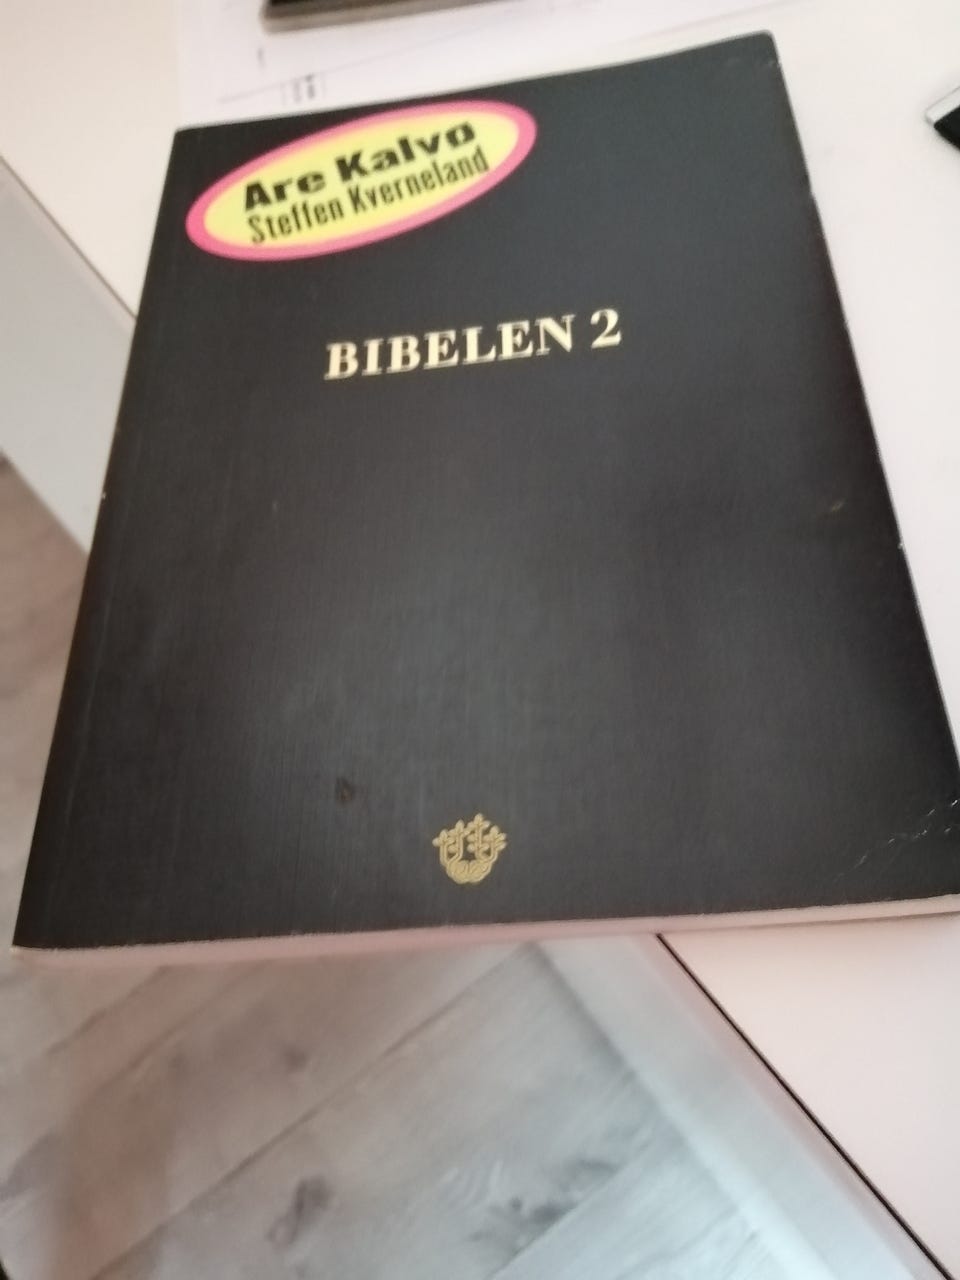 Are Kalvø
Steffen Kverneland
BIBELEN 2